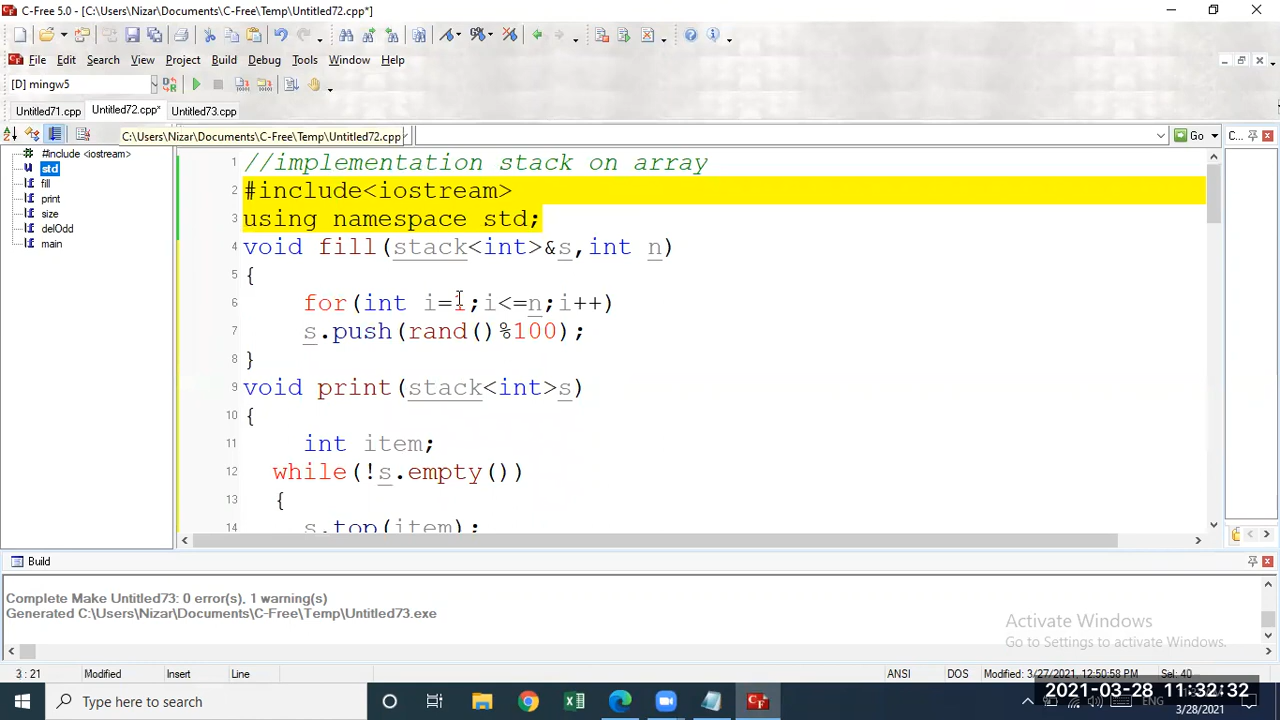 C-Free 5.0 - [C:\Users\Nizar\Documents\C-Free\Temp\Untitled72.cpp*]
File Edit Search View Project Build Debug Tools Window Help
[D] mingw5
Untitled71.cpp Untitled72.cpp* Untitled73.cpp
C:\Users\Nizar\Documents\C-Free\Temp\Untitled72.cpp
Go
C...
#include <iostream>
std
fill
print
size
delOdd
main
1 //implementation stack on array
2 #include<iostream>
3 using namespace std;
4 void fill(stack<int>&s,int n)
5 {
6 for(int i=1;i<=n;i++)
7 s.push(rand()%100);
8 }
9 void print(stack<int>s)
10 {
11 int item;
12 while(!s.empty())
13 {
14 s.top(item);
Build
Complete Make Untitled73: 0 error(s), 1 warning(s)
Generated C:\Users\Nizar\Documents\C-Free\Temp\Untitled73.exe
Activate Windows
Go to Settings to activate Windows.
3 : 21 Modified Insert Line ANSI DOS Modified: 3/27/2021, 12:50:58 PM Sel: 40
Type here to search
2021-03-28 11:32:32
ENG
3/28/2021